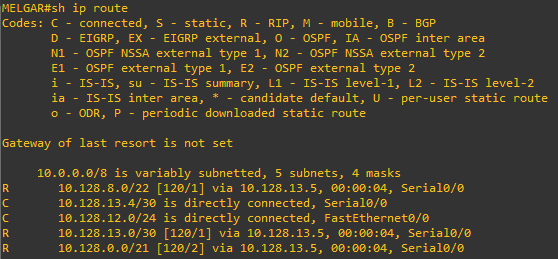 MELGAR#sh ip route
Codes: C - connected, S - static, R - RIP, M - mobile, B - BGP
D - EIGRP, EX - EIGRP external, O - OSPF, IA - OSPF inter area
N1 - OSPF NSSA external type 1, N2 - OSPF NSSA external type 2
E1 - OSPF external type 1, E2 - OSPF external type 2
i - IS-IS, su - IS-IS summary, L1 - IS-IS level-1, L2 - IS-IS level-2
ia - IS-IS inter area, * - candidate default, U - per-user static route
o - ODR, P - periodic downloaded static route
Gateway of last resort is not set
10.0.0.0/8 is variably subnetted, 5 subnets, 4 masks
R 10.128.8.0/22 [120/1] via 10.128.13.5, 00:00:04, Serial0/0
C 10.128.13.4/30 is directly connected, Serial0/0
C 10.128.12.0/24 is directly connected, FastEthernet0/0
R 10.128.13.0/30 [120/1] via 10.128.13.5, 00:00:04, Serial0/0
R 10.128.0.0/21 [120/2] via 10.128.13.5, 00:00:04, Serial0/0